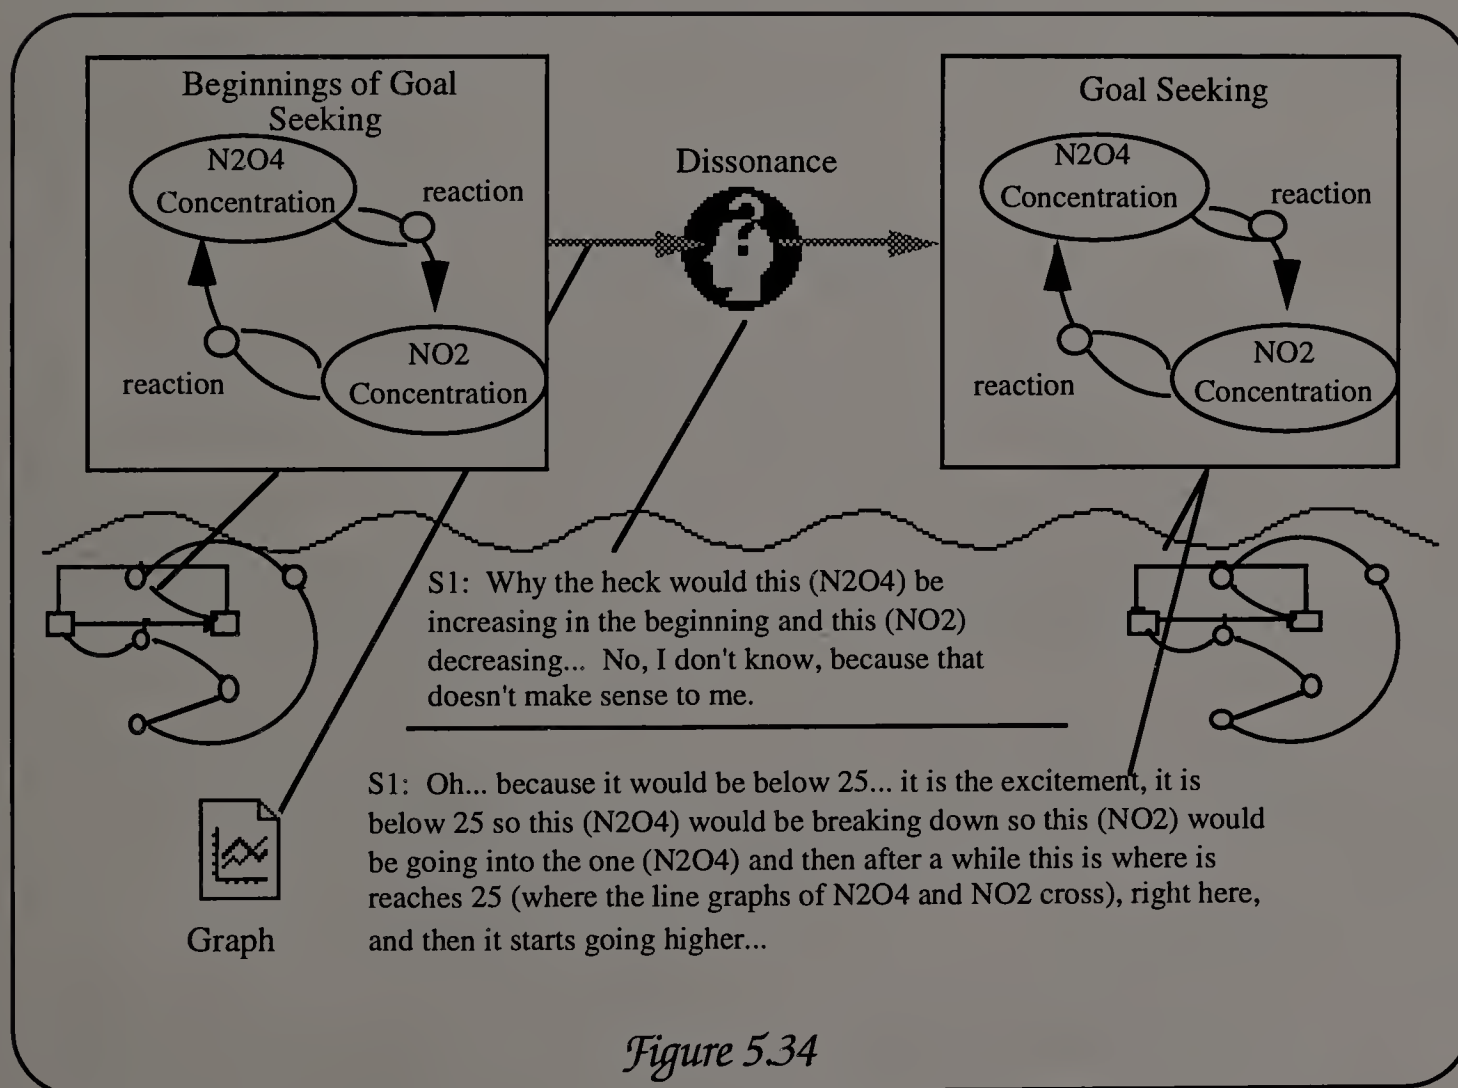 Beginnings of Goal
Seeking
N2O4
Concentration
reaction
NO2
Concentration
reaction
Dissonance
?
Goal Seeking
N2O4
Concentration
reaction
NO2
Concentration
reaction
S1: Why the heck would this (N2O4) be
increasing in the beginning and this (NO2)
decreasing... No, I don't know, because that
doesn't make sense to me.
S1: Oh... because it would be below 25... it is the excitement, it is
below 25 so this (N2O4) would be breaking down so this (NO2) would
be going into the one (N2O4) and then after a while this is where is
reaches 25 (where the line graphs of N2O4 and NO2 cross), right here,
and then it starts going higher...
Graph
Figure 5.34